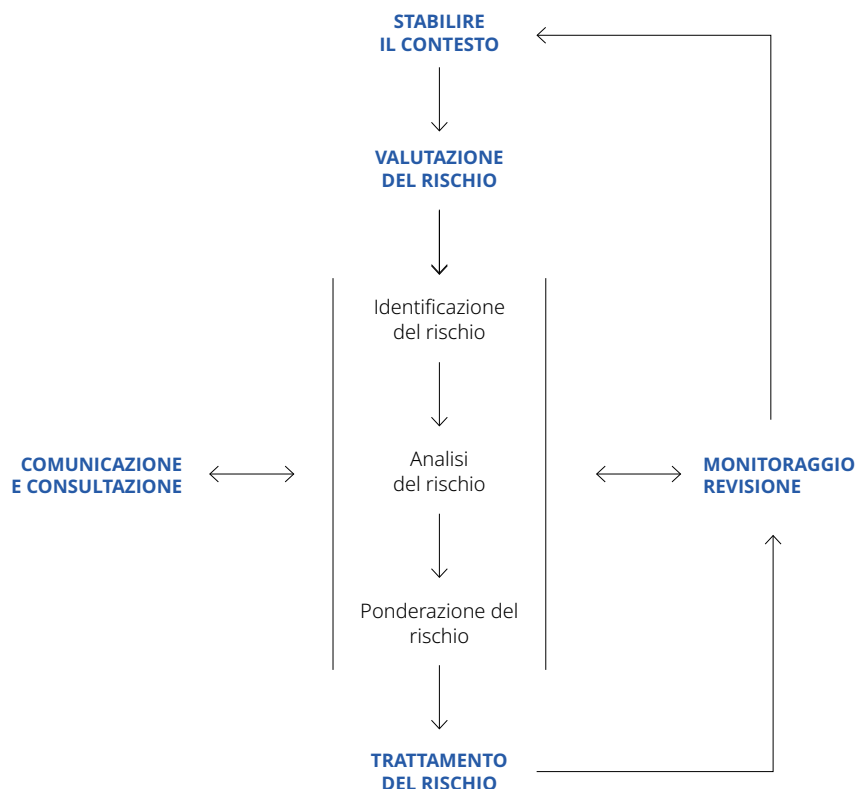 STABILIRE
IL CONTESTO
VALUTAZIONE
DEL RISCHIO
Identificazione
del rischio
COMUNICAZIONE
E CONSULTAZIONE
Analisi
del rischio
MONITORAGGIO
REVISIONE
Ponderazione del
rischio
TRATTAMENTO
DEL RISCHIO